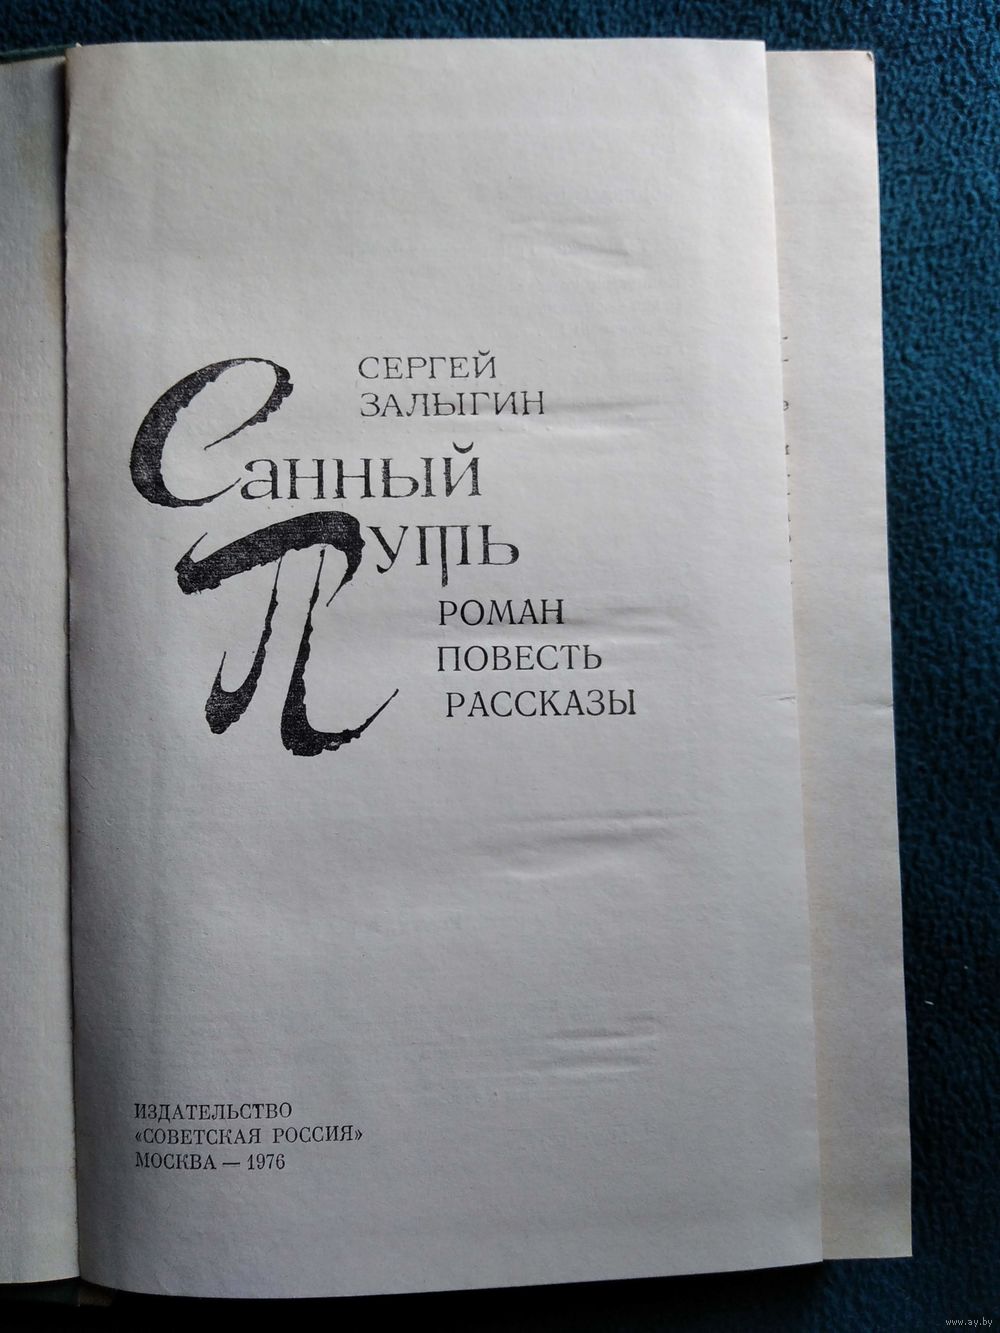 СЕРГЕЙ
ЗАЛЫГИН
Санный
Путь
РОМАН
ПОВЕСТЬ
РАССКАЗЫ
ИЗДАТЕЛЬСТВО
«СОВЕТСКАЯ РОССИЯ»
МОСКВА — 1976
www.ay.by